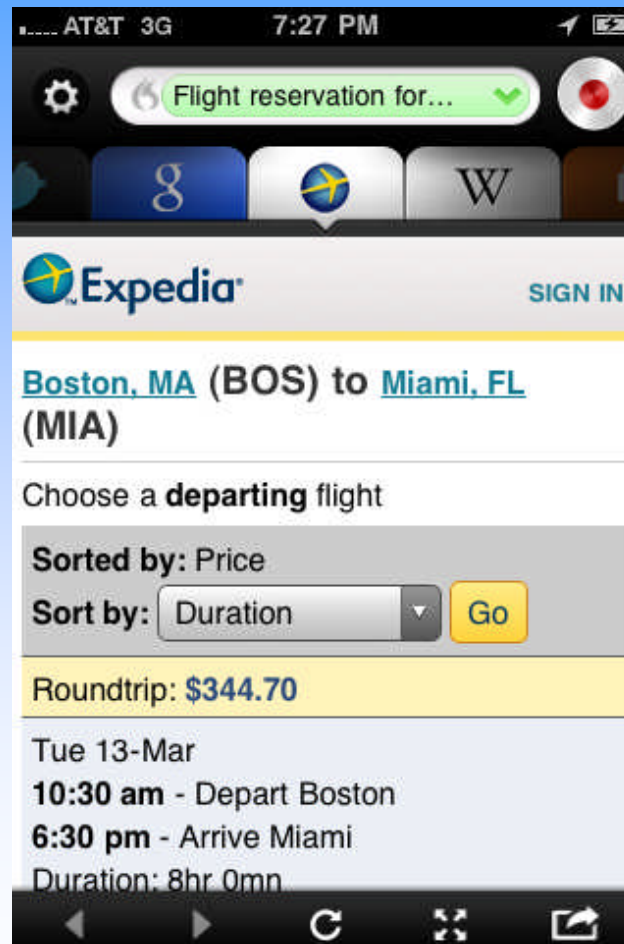 AT&T 3G 7:27 PM
Flight reservation for...
g W
Expedia
SIGN IN
Boston, MA (BOS) to Miami, FL
(MIA)
Choose a departing flight
Sorted by: Price
Sort by: Duration Go
Roundtrip: $344.70
Tue 13-Mar
10:30 am - Depart Boston
6:30 pm - Arrive Miami
Duration: 8hr 0mn